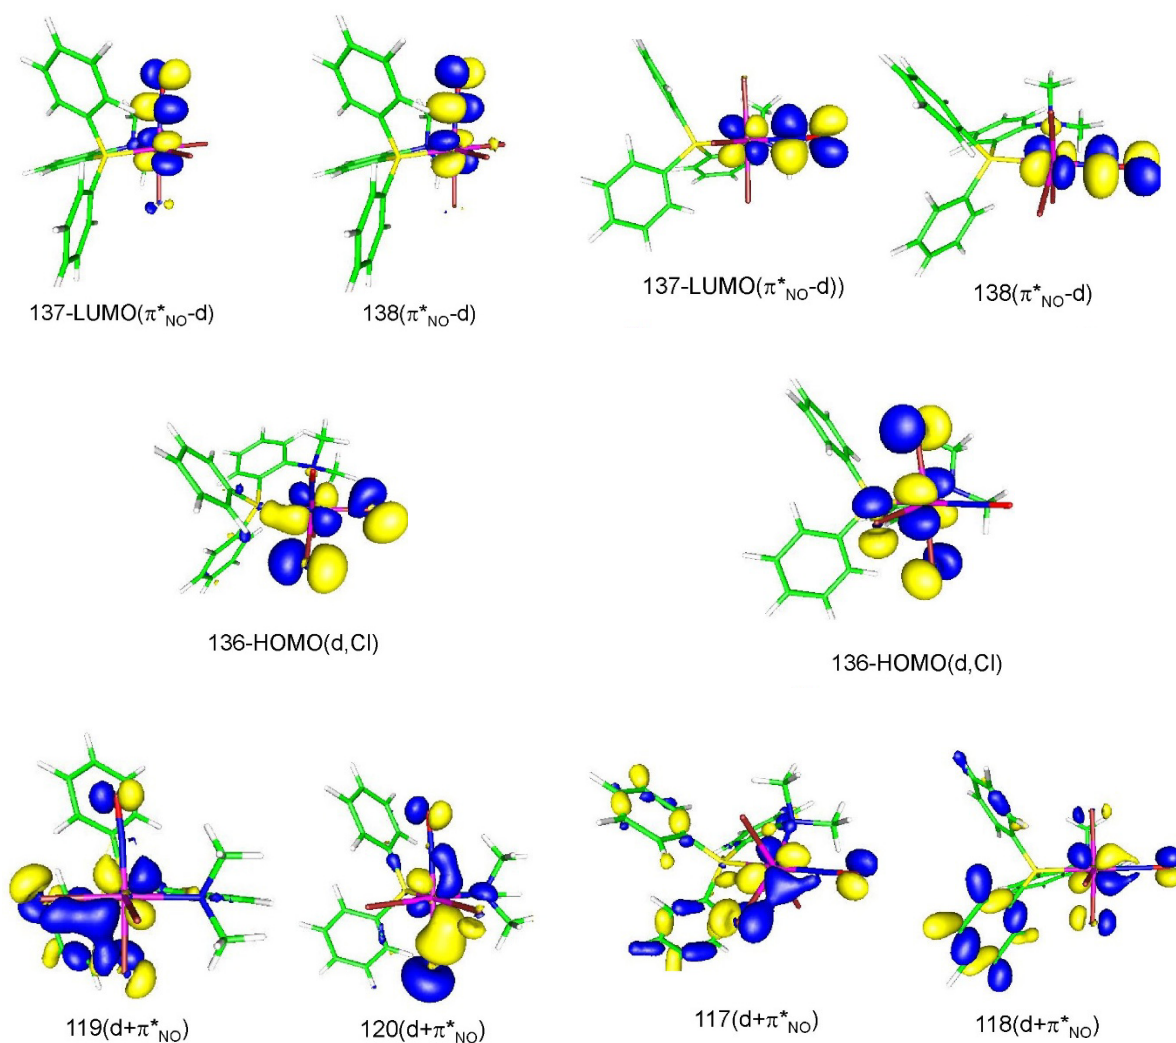 137-LUMO(π*NO-d)
138(π*NO-d)
137-LUMO(π*NO-d))
138(π*NO-d)
136-HOMO(d,Cl)
136-HOMO(d,Cl)
119(d+π*NO)
120(d+π*NO)
117(d+π*NO)
118(d+π*NO)